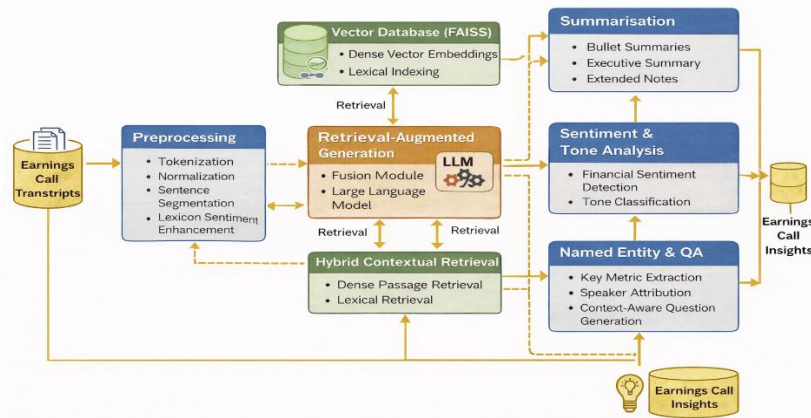 Vector Database (FAISS)
• Dense Vector Embeddings
• Lexical Indexing
Summarisation
• Bullet Summaries
• Executive Summary
• Extended Notes
Retrieval
Earnings
Call
Transtripts
Preprocessing
• Tokenization
• Normalization
• Sentence
Segmentation
• Lexicon Sentiment
Enhancement
Retrieval-Augmented
Generation
LLM
• Fusion Module
• Large Language
Model
Sentiment &
Tone Analysis
• Financial Sentiment
Detection
• Tone Classification
Earnings
Call
Insights
Retrieval
Retrieval
Hybrid Contextual Retrieval
• Dense Passage Retrieval
• Lexical Retrieval
Named Entity & QA
• Key Metric Extraction
• Speaker Attribution
• Context-Aware Question
Generation
Earnings Call
Insights